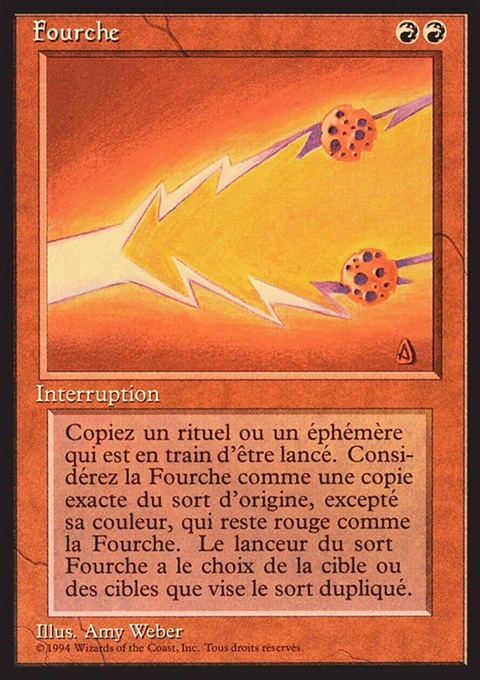 Fourche
Interruption
Copiez un rituel ou un éphémère
qui est en train d'être lancé. Consi-
dérez la Fourche comme une copie
exacte du sort d'origine, excepté
sa couleur, qui reste rouge comme
la Fourche. Le lanceur du sort
Fourche a le choix de la cible ou
des cibles que vise le sort dupliqué.
Illus. Amy Weber
©1994 Wizards of the Coast, Inc. Tous droits réservés.